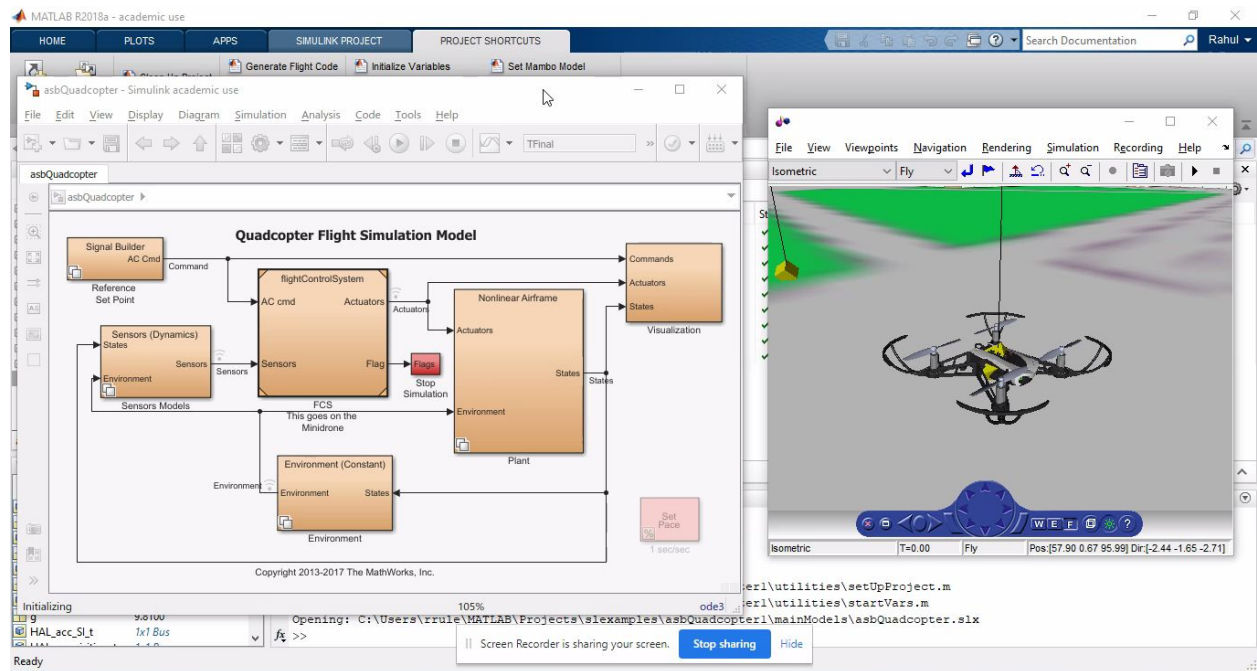 MATLAB R2018a - academic use
HOME PLOTS APPS SIMULINK PROJECT PROJECT SHORTCUTS
Search Documentation
Rahul
Generate Flight Code Initialize Variables Set Mambo Model
asbQuadcopter - Simulink academic use
File Edit View Display Diagram Simulation Analysis Code Tools Help
TFinal
asbQuadcopter
asbQuadcopter
Quadcopter Flight Simulation Model
Signal Builder
AC Cmd
Command
Reference
Set Point
flightControlSystem
AC cmd
Actuators
Actuators
Sensors
Flag
FCS
This goes on the
Minidrone
Flags
Stop
Simulation
Sensors (Dynamics)
States
Sensors
Environment
Sensors
Sensors Models
Nonlinear Airframe
Actuators
States
States
Environment
Plant
Commands
Actuators
States
Visualization
Environment (Constant)
Environment
Environment
States
Environment
Set
Pace
1 sec/sec
Copyright 2013-2017 The MathWorks, Inc.
Initializing 105% ode3
File View Viewpoints Navigation Rendering Simulation Recording Help
Isometric Fly
W E F ?
Isometric T=0.00 Fly Pos:[57.90 0.67 95.99] Dir:[-2.44 -1.65 -2.71]
er1\utilities\setUpProject.m
er1\utilities\startVars.m
Opening: C:\Users\rrule\MATLAB\Projects\slexamples\asbQuadcopter1\mainModels\asbQuadcopter.slx
fx >>
g 9.8100
HAL_acc_SI_t 1x1 Bus
Screen Recorder is sharing your screen. Stop sharing Hide
Ready